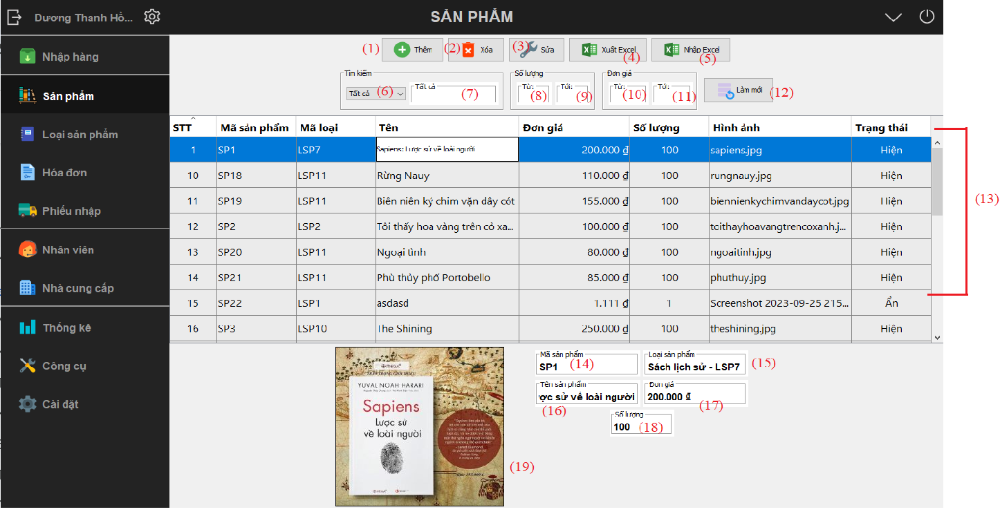 Dương Thanh Hồ... SẢN PHẨM
Nhập hàng
Sản phẩm
Loại sản phẩm
Hóa đơn
Phiếu nhập
Nhân viên
Nhà cung cấp
Thống kê
Công cụ
Cài đặt
(1) Thêm (2) Xóa (3) Sửa Xuất Excel (4) Nhập Excel (5)
Tìm kiếm Số lượng Đơn giá
Tất cả (6) Tất cả (7) Từ: (8) Tới: (9) Từ: (10) Tới: (11) Làm mới (12)
STT Mã sản phẩm Mã loại Tên Đơn giá Số lượng Hình ảnh Trạng thái
1 SP1 LSP7 Sapiens: Lược sử về loài người 200.000 ₫ 100 sapiens.jpg Hiện
10 SP18 LSP11 Rừng Nauy 110.000 ₫ 100 rungnauy.jpg Hiện
11 SP19 LSP11 Biên niên ký chim vặn dây cót 155.000 ₫ 100 biennienkychimvandaycot.jpg Hiện
(13)
12 SP2 LSP2 Tôi thấy hoa vàng trên cỏ xa... 100.000 ₫ 100 toithayhoavangtrencoxanh.j... Hiện
13 SP20 LSP11 Ngoại tình 80.000 ₫ 100 ngoaitinh.jpg Hiện
14 SP21 LSP11 Phù thủy phố Portobello 85.000 ₫ 100 phuthuy.jpg Hiện
15 SP22 LSP1 asdasd 1.111 ₫ 1 Screenshot 2023-09-25 215... Ẩn
16 SP3 LSP10 The Shining 250.000 ₫ 100 theshining.jpg Hiện
MEGA+
TRÂN TRỌNG GIỚI THIỆU
YUVAL NOAH HARARI
Sapiens
Lược sử
về loài người
(19)
Mã sản phẩm
SP1 (14)
Loại sản phẩm
Sách lịch sử - LSP7 (15)
Tên sản phẩm
ợc sử về loài người
(16)
Đơn giá
200.000 ₫
(17)
Số lượng
100 (18)